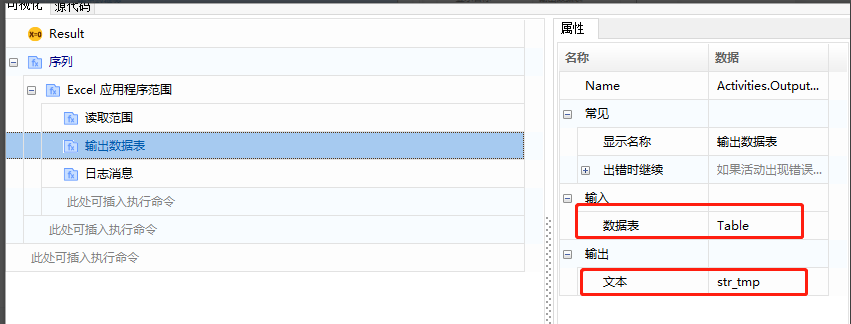 可视化 源代码
Result
序列
Excel 应用程序范围
读取范围
输出数据表
日志消息
此处可插入执行命令
此处可插入执行命令
此处可插入执行命令
属性
名称 数据
Name Activities.Output...
常见
显示名称 输出数据表
出错时继续 如果活动出现错误...
输入
数据表 Table
输出
文本 str_tmp